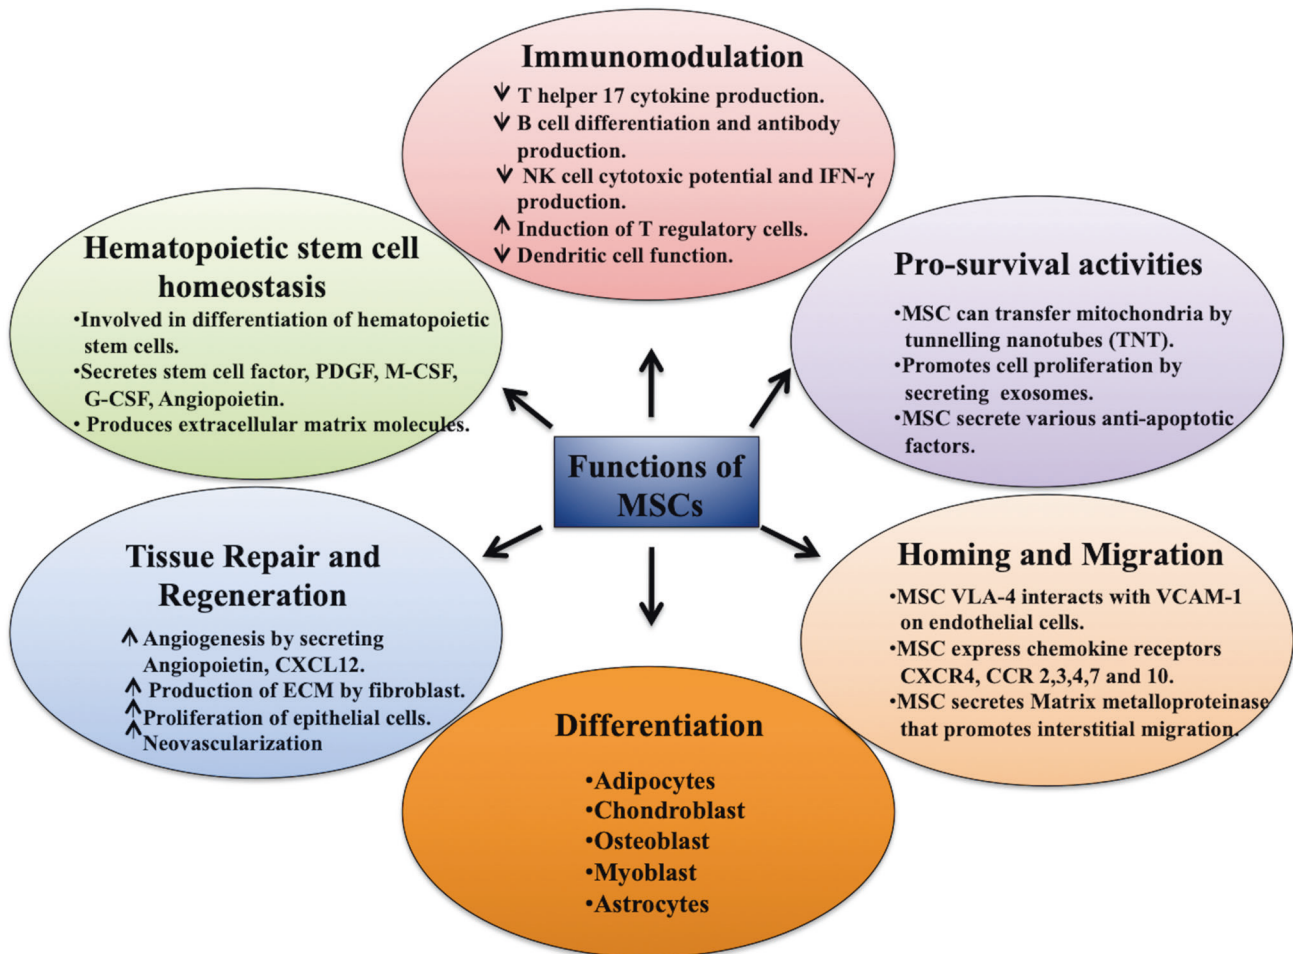 Immunomodulation
↓ T helper 17 cytokine production.
↓ B cell differentiation and antibody
production.
↓ NK cell cytotoxic potential and IFN-γ
production.
↑ Induction of T regulatory cells.
↓ Dendritic cell function.
Hematopoietic stem cell
homeostasis
•Involved in differentiation of hematopoietic
stem cells.
•Secretes stem cell factor, PDGF, M-CSF,
G-CSF, Angiopoietin.
• Produces extracellular matrix molecules.
Pro-survival activities
•MSC can transfer mitochondria by
tunnelling nanotubes (TNT).
•Promotes cell proliferation by
secreting exosomes.
•MSC secrete various anti-apoptotic
factors.
Functions of
MSCs
Tissue Repair and
Regeneration
↑ Angiogenesis by secreting
Angiopoietin, CXCL12.
↑ Production of ECM by fibroblast.
↑ Proliferation of epithelial cells.
↑ Neovascularization
Homing and Migration
•MSC VLA-4 interacts with VCAM-1
on endothelial cells.
•MSC express chemokine receptors
CXCR4, CCR 2,3,4,7 and 10.
•MSC secretes Matrix metalloproteinase
that promotes interstitial migration.
Differentiation
•Adipocytes
•Chondroblast
•Osteoblast
•Myoblast
•Astrocytes